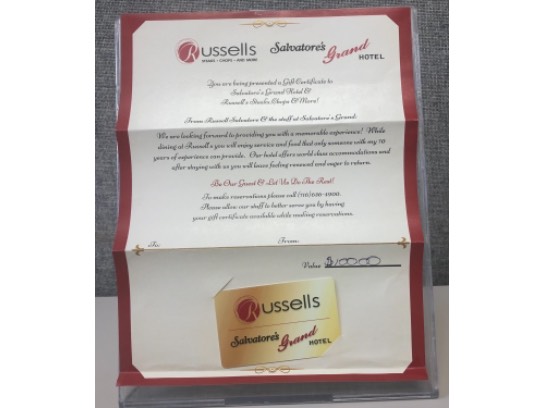 Russells
STEAKS • CHOPS • AND MORE
Salvatore's Grand HOTEL
You are being presented a Gift Certificate to
Salvatore's Grand Hotel &
Russell's Steaks, Chops & More!
From Russell Salvatore & the staff at Salvatore's Grand:
We are looking forward to providing you with a memorable experience! While
dining at Russell's you will enjoy service and food that only someone with my 70
years of experience can provide. Our hotel offers world class accommodations and
after staying with us you will leave feeling renewed and eager to return.
Be Our Guest & Let Us Do The Rest!
To make reservations please call (716)636-4900.
Please allow our staff to better serve you by having
your gift certificate available while making reservations.
To: From:
Value $100.00
Russells
Salvatore's Grand HOTEL